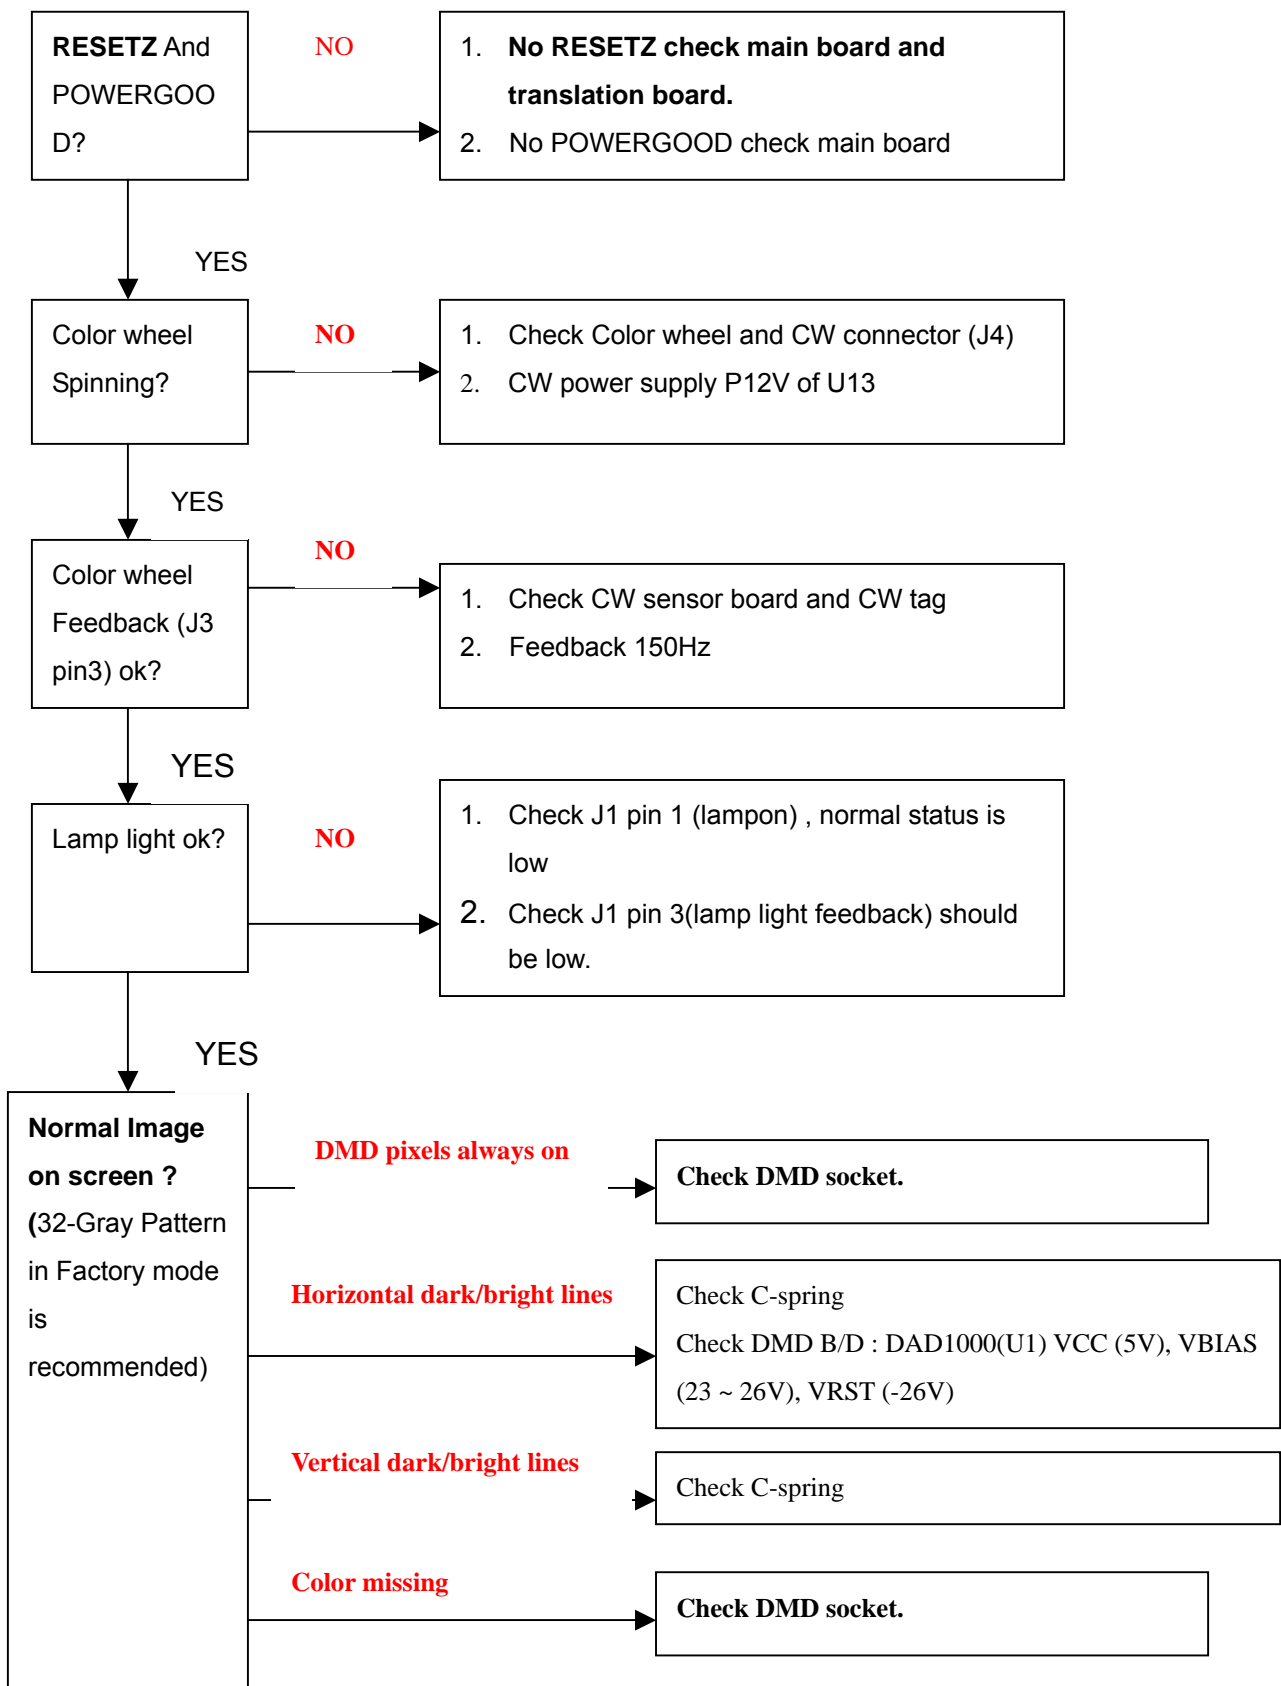 RESETZ And
POWERGOO
D?
NO
1. No RESETZ check main board and
translation board.
2. No POWERGOOD check main board
YES
Color wheel
Spinning?
NO
1. Check Color wheel and CW connector (J4)
2. CW power supply P12V of U13
YES
Color wheel
Feedback (J3
pin3) ok?
NO
1. Check CW sensor board and CW tag
2. Feedback 150Hz
YES
Lamp light ok?
NO
1. Check J1 pin 1 (lampon) , normal status is
low
2. Check J1 pin 3(lamp light feedback) should
be low.
YES
Normal Image
on screen ?
(32-Gray Pattern
in Factory mode
is
recommended)
DMD pixels always on
Check DMD socket.
Horizontal dark/bright lines
Check C-spring
Check DMD B/D : DAD1000(U1) VCC (5V), VBIAS
(23 ~ 26V), VRST (-26V)
Vertical dark/bright lines
Check C-spring
Color missing
Check DMD socket.